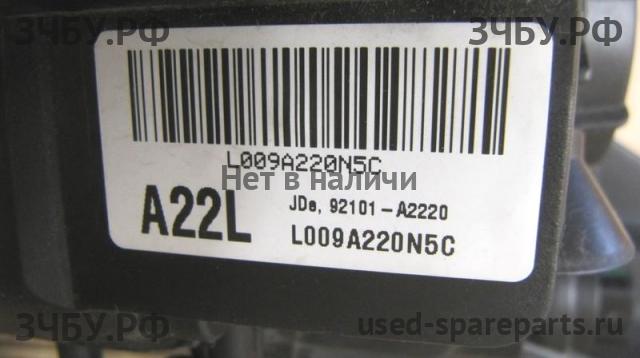 ЗЧБУ.РФ ЗЧБУ.РФ
L009A220N5C
Нет в наличи
A22L
JDe, 92101-A2220
L009A220N5C
ЗЧБУ.РФ
used-spareparts.ru